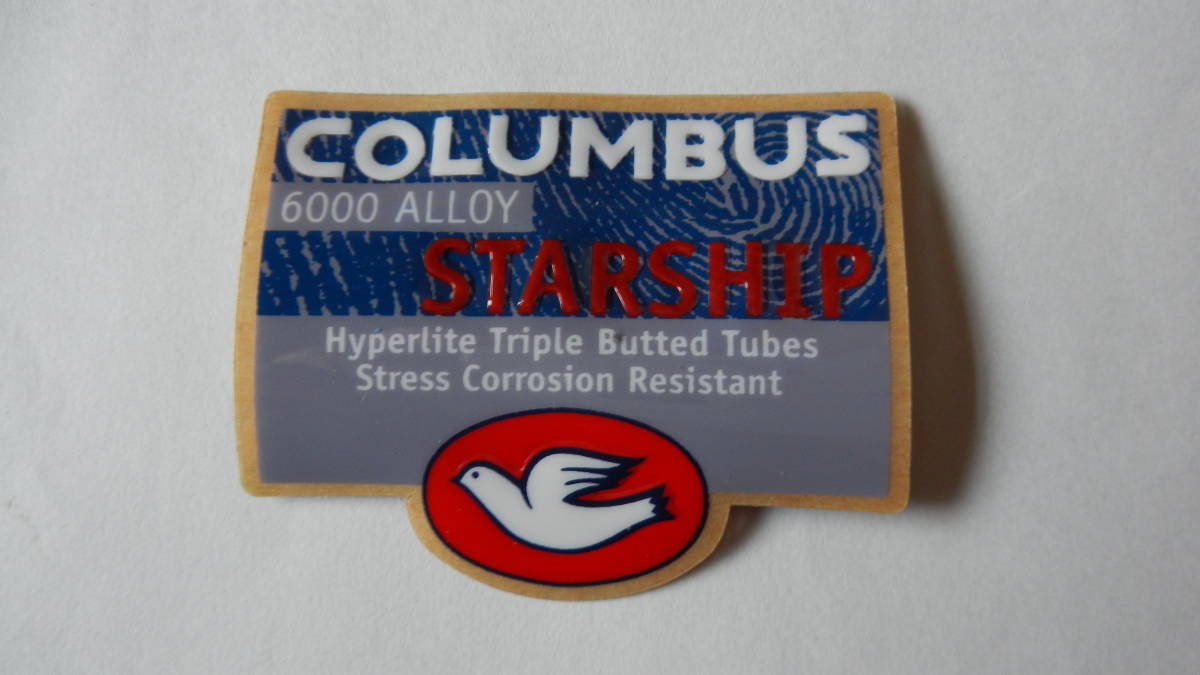 COLUMBUS
6000 ALLOY
STARSHIP
Hyperlite Triple Butted Tubes
Stress Corrosion Resistant